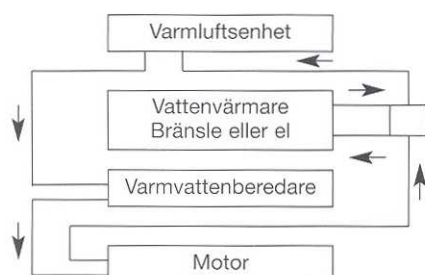 Varmluftsenhet
Vattenvärmare
Bränsle eller el
Varmvattenberedare
Motor